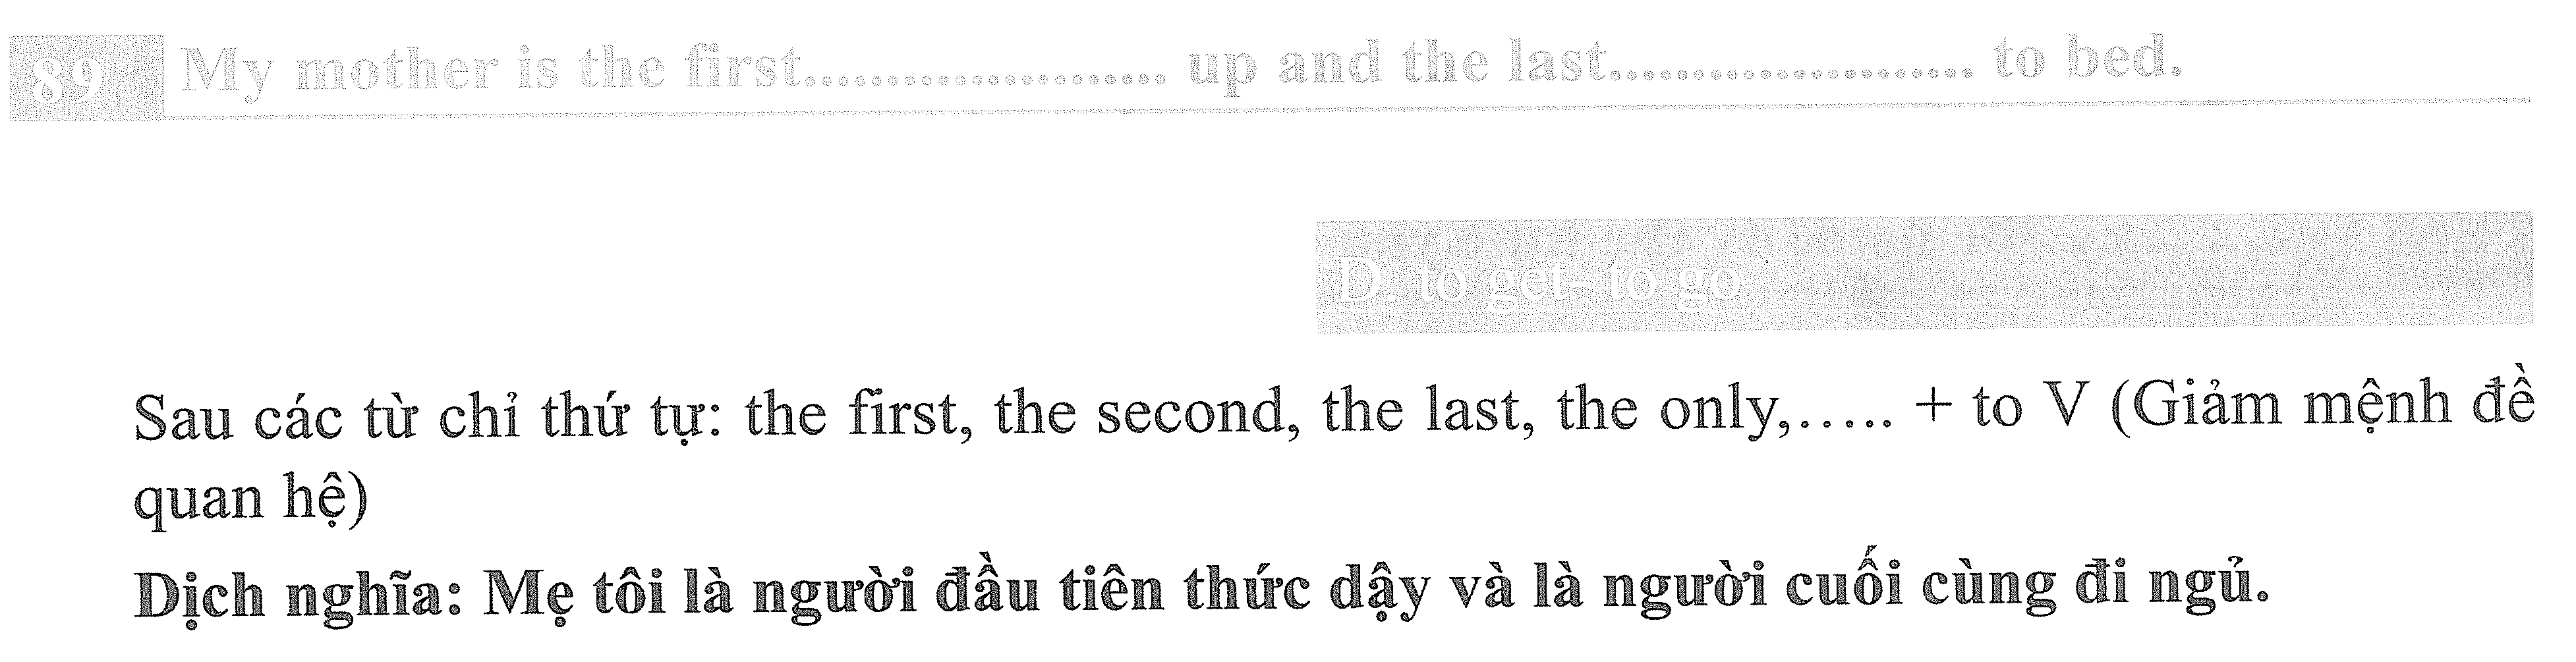 89 My mother is the first...................... up and the last...................... to bed.
D. to get- to go
Sau các từ chỉ thứ tự: the first, the second, the last, the only,..... + to V (Giảm mệnh đề
quan hệ)
Dịch nghĩa: Mẹ tôi là người đầu tiên thức dậy và là người cuối cùng đi ngủ.